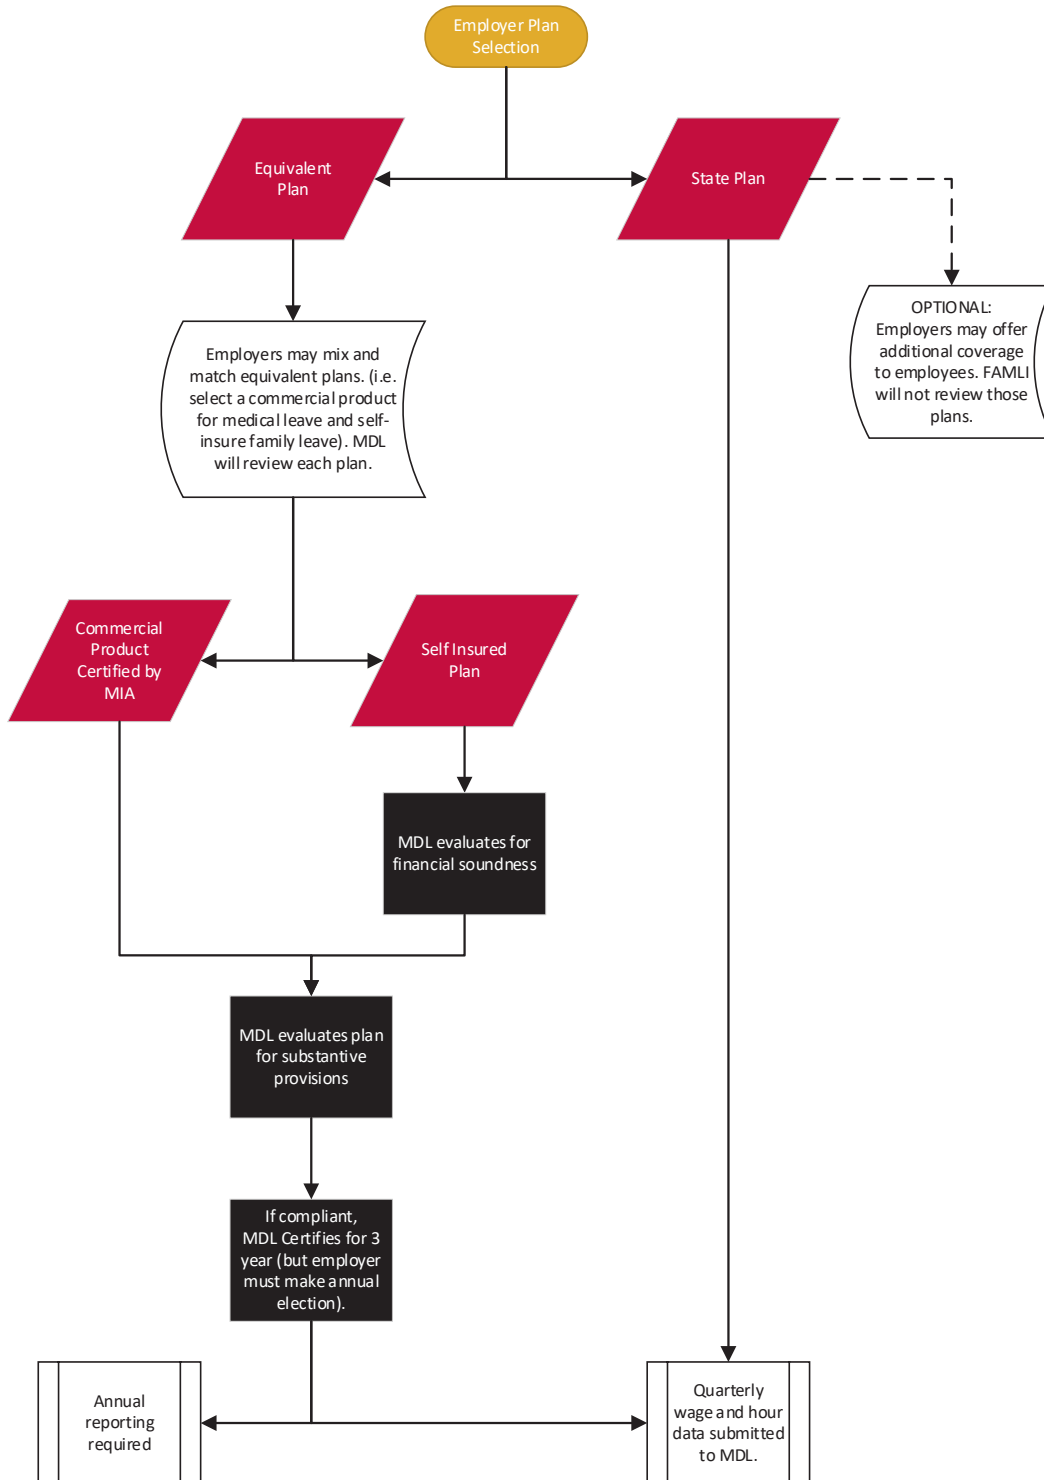 Employer Plan
Selection
Equivalent
Plan
State Plan
OPTIONAL:
Employers may offer
additional coverage
to employees. FAMLI
will not review those
plans.
Employers may mix and
match equivalent plans. (i.e.
select a commercial product
for medical leave and self-
insure family leave). MDL
will review each plan.
Commercial
Product
Certified by
MIA
Self Insured
Plan
MDL evaluates for
financial soundness
MDL evaluates plan
for substantive
provisions
If compliant,
MDL Certifies for 3
year (but employer
must make annual
election).
Annual
reporting
required
Quarterly
wage and hour
data submitted
to MDL.